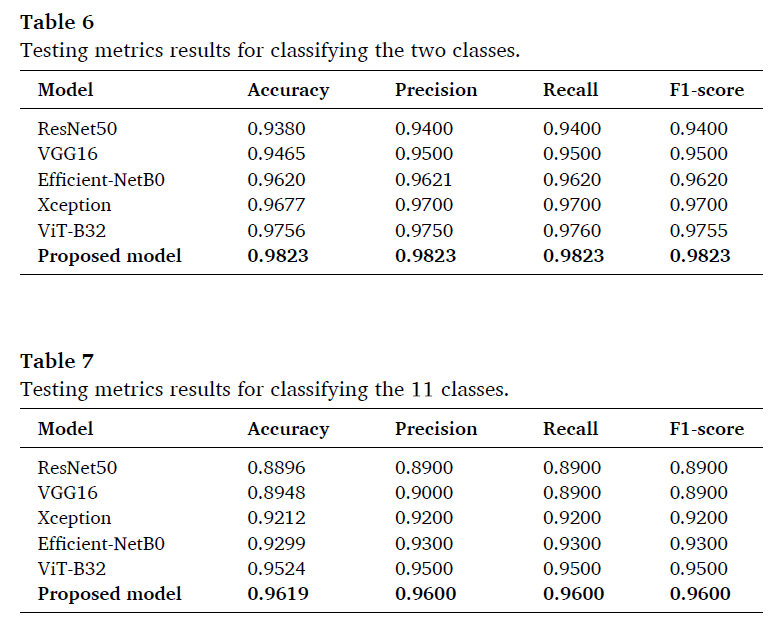 Table 6
Testing metrics results for classifying the two classes.
Model Accuracy Precision Recall F1-score
ResNet50 0.9380 0.9400 0.9400 0.9400
VGG16 0.9465 0.9500 0.9500 0.9500
Efficient-NetB0 0.9620 0.9621 0.9620 0.9620
Xception 0.9677 0.9700 0.9700 0.9700
ViT-B32 0.9756 0.9750 0.9760 0.9755
Proposed model 0.9823 0.9823 0.9823 0.9823
Table 7
Testing metrics results for classifying the 11 classes.
Model Accuracy Precision Recall F1-score
ResNet50 0.8896 0.8900 0.8900 0.8900
VGG16 0.8948 0.9000 0.8900 0.8900
Xception 0.9212 0.9200 0.9200 0.9200
Efficient-NetB0 0.9299 0.9300 0.9300 0.9300
ViT-B32 0.9524 0.9500 0.9500 0.9500
Proposed model 0.9619 0.9600 0.9600 0.9600